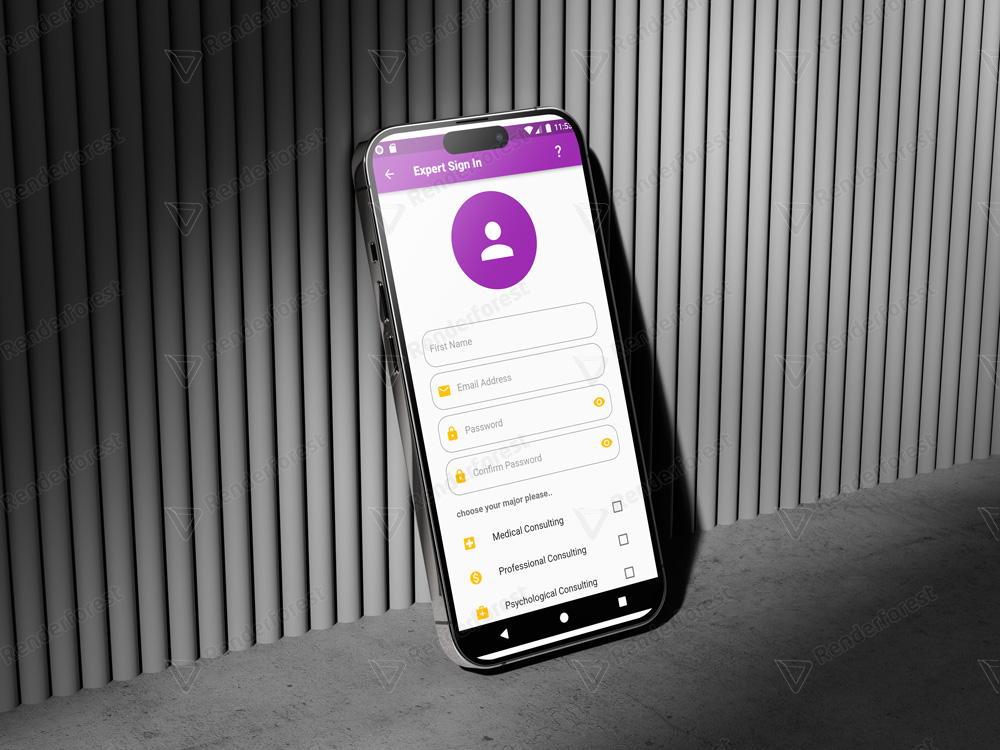 11:53
Expert Sign In
?
First Name
Email Address
Password
Confirm Password
choose your major please..
Medical Consulting
Professional Consulting
Psychological Consulting
Renderforest